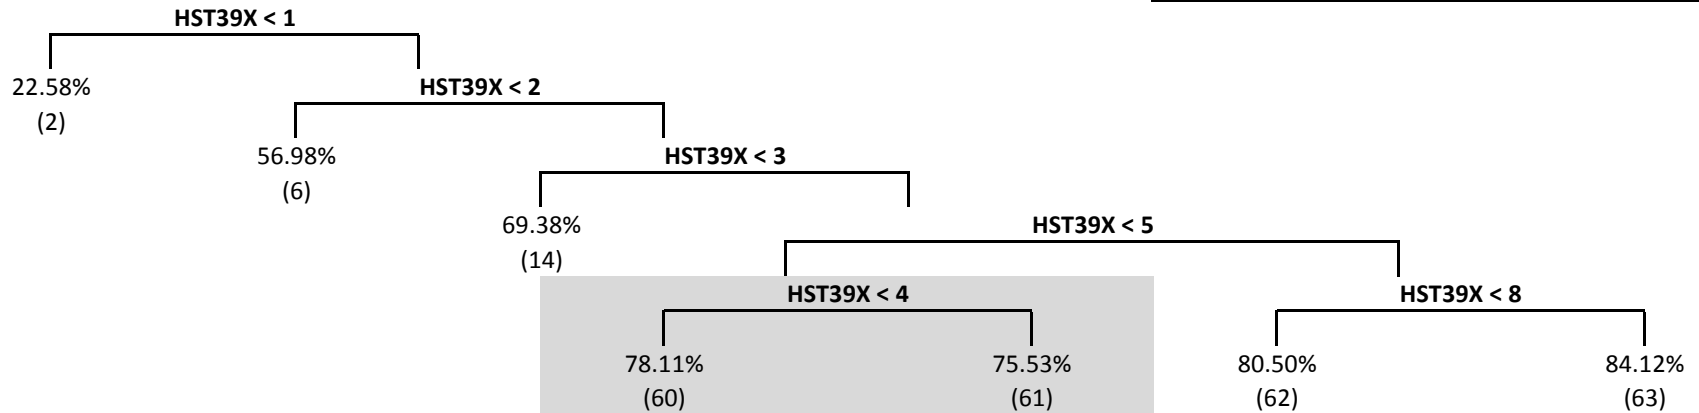 HST39X < 1
22.58%
(2)
HST39X < 2
56.98%
(6)
HST39X < 3
69.38%
(14)
HST39X < 5
HST39X < 4
HST39X < 8
78.11%
(60)
75.53%
(61)
80.50%
(62)
84.12%
(63)